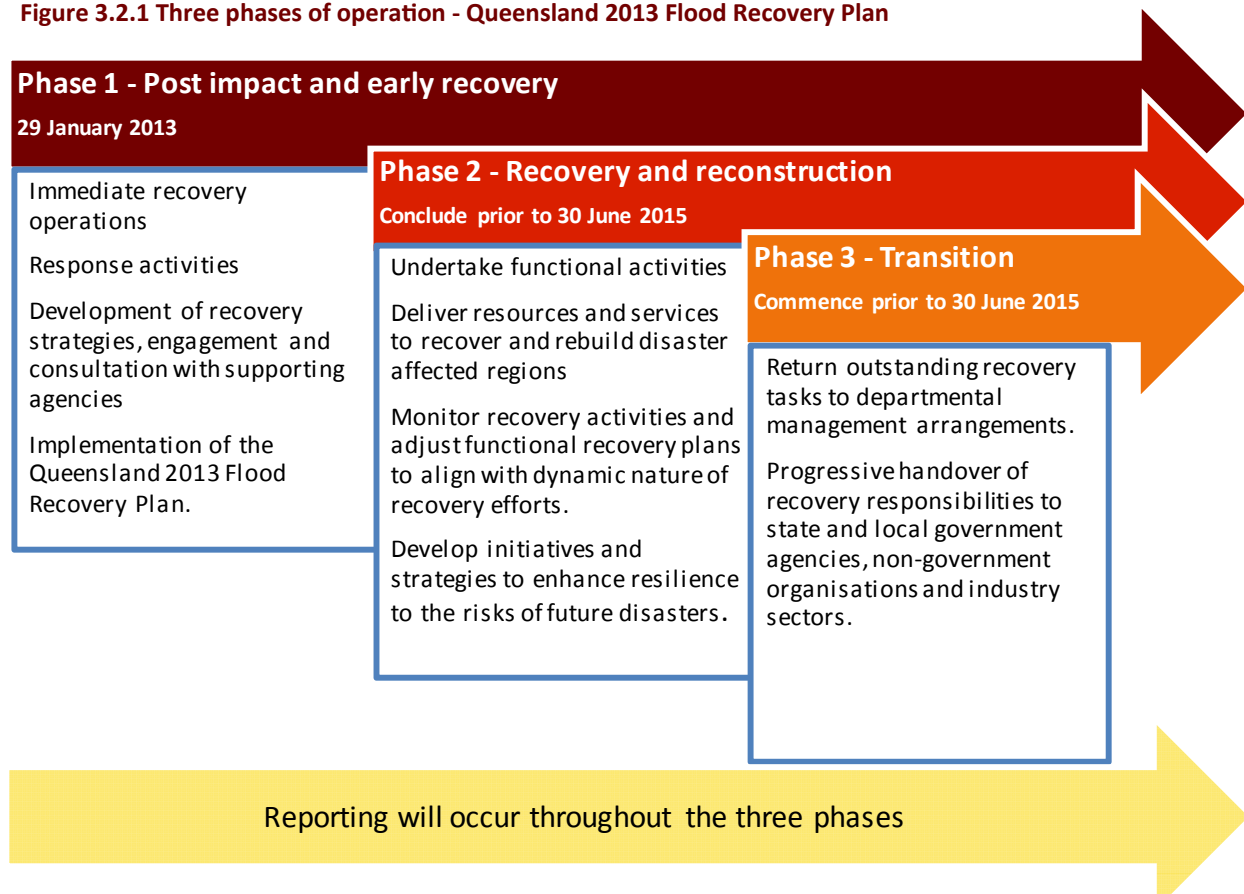 Figure 3.2.1 Three phases of operation - Queensland 2013 Flood Recovery Plan
Phase 1 - Post impact and early recovery
29 January 2013
Immediate recovery
operations
Response activities
Development of recovery
strategies, engagement and
consultation with supporting
agencies
Implementation of the
Queensland 2013 Flood
Recovery Plan.
Phase 2 - Recovery and reconstruction
Conclude prior to 30 June 2015
Undertake functional activities
Deliver resources and services
to recover and rebuild disaster
affected regions
Monitor recovery activities and
adjust functional recovery plans
to align with dynamic nature of
recovery efforts.
Develop initiatives and
strategies to enhance resilience
to the risks of future disasters.
Phase 3 - Transition
Commence prior to 30 June 2015
Return outstanding recovery
tasks to departmental
management arrangements.
Progressive handover of
recovery responsibilities to
state and local government
agencies, non-government
organisations and industry
sectors.
Reporting will occur throughout the three phases